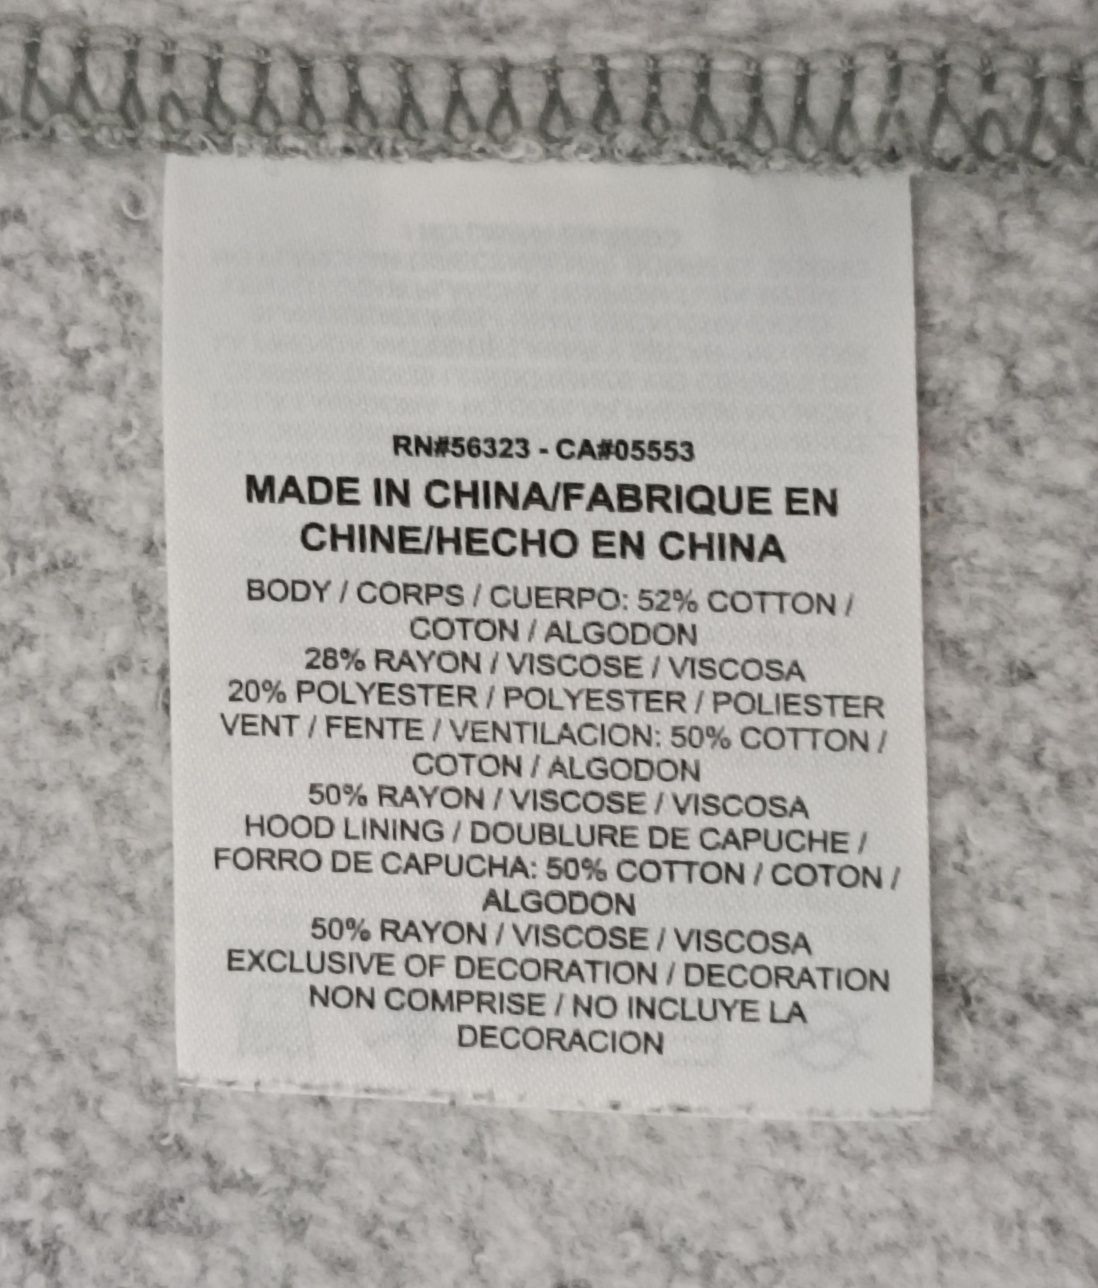 RN#56323 - CA#05553
MADE IN CHINA/FABRIQUE EN
CHINE/HECHO EN CHINA
BODY / CORPS / CUERPO: 52% COTTON /
COTON / ALGODON
28% RAYON / VISCOSE / VISCOSA
20% POLYESTER / POLYESTER / POLIESTER
VENT / FENTE / VENTILACION: 50% COTTON /
COTON / ALGODON
50% RAYON / VISCOSE / VISCOSA
HOOD LINING / DOUBLURE DE CAPUCHE /
FORRO DE CAPUCHA: 50% COTTON / COTON /
ALGODON
50% RAYON / VISCOSE / VISCOSA
EXCLUSIVE OF DECORATION / DECORATION
NON COMPRISE / NO INCLUYE LA
DECORACION